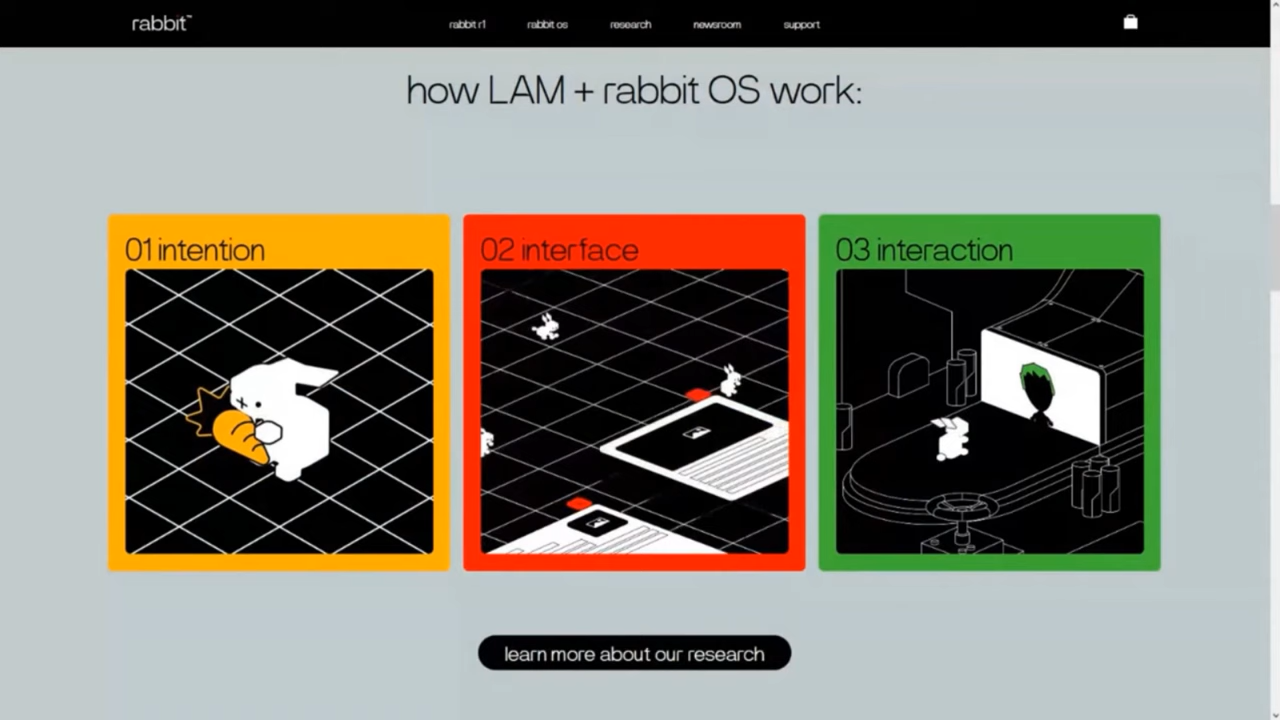 rabbit™
rabbit r1
rabbit os
research
newsroom
support
how LAM + rabbit OS work:
01 intention
02 interface
03 interaction
learn more about our research